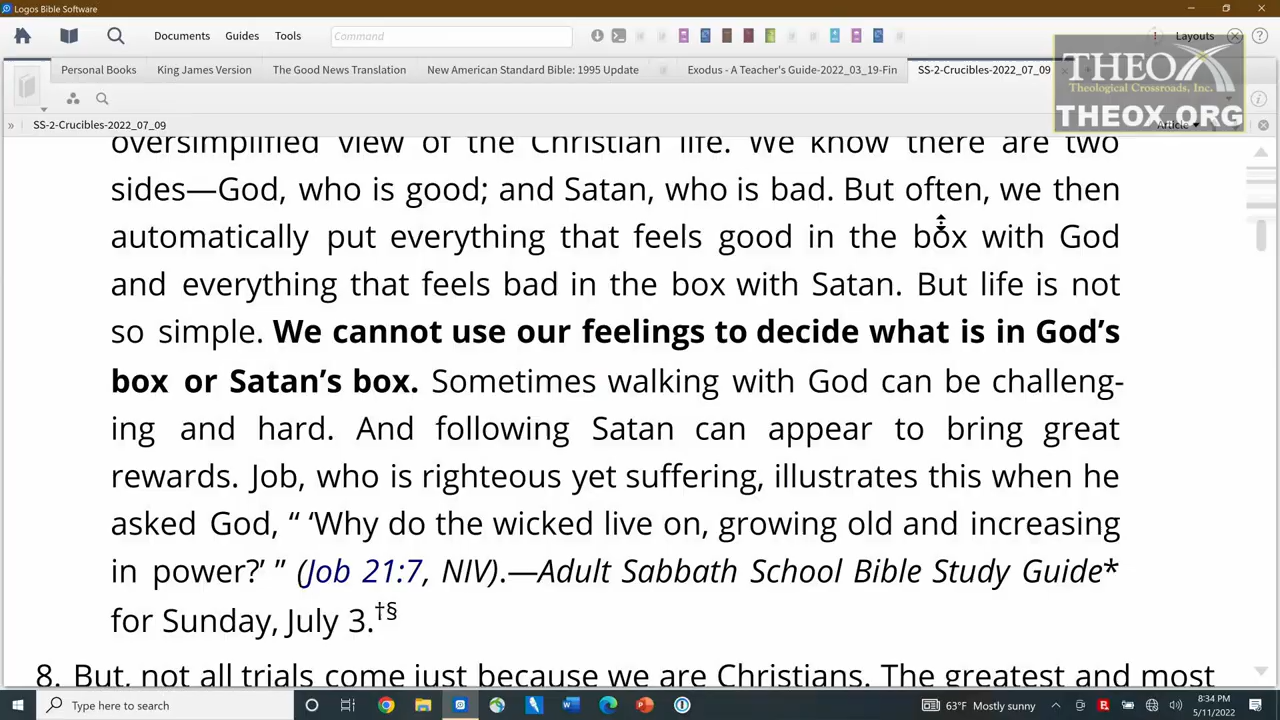 Logos Bible Software
Documents Guides Tools Command Layouts
Personal Books King James Version The Good News Bible New American Standard Bible: 1995 Update Exodus - A Teacher's Guide-2022_03_19-Fin SS-2-Crucibles-2022_07_09
THEOX
Theological Crossroads, Inc.
THEOX.ORG
SS-2-Crucibles-2022_07_09 Article
oversimplified view of the Christian life. We know there are two
sides—God, who is good; and Satan, who is bad. But often, we then
automatically put everything that feels good in the box with God
and everything that feels bad in the box with Satan. But life is not
so simple. We cannot use our feelings to decide what is in God’s
box or Satan’s box. Sometimes walking with God can be challeng-
ing and hard. And following Satan can appear to bring great
rewards. Job, who is righteous yet suffering, illustrates this when he
asked God, “ ‘Why do the wicked live on, growing old and increasing
in power?’ ” (Job 21:7, NIV).—Adult Sabbath School Bible Study Guide*
for Sunday, July 3.†§
8. But, not all trials come just because we are Christians. The greatest and most
Type here to search 63°F Mostly sunny 8:34 PM
5/11/2022